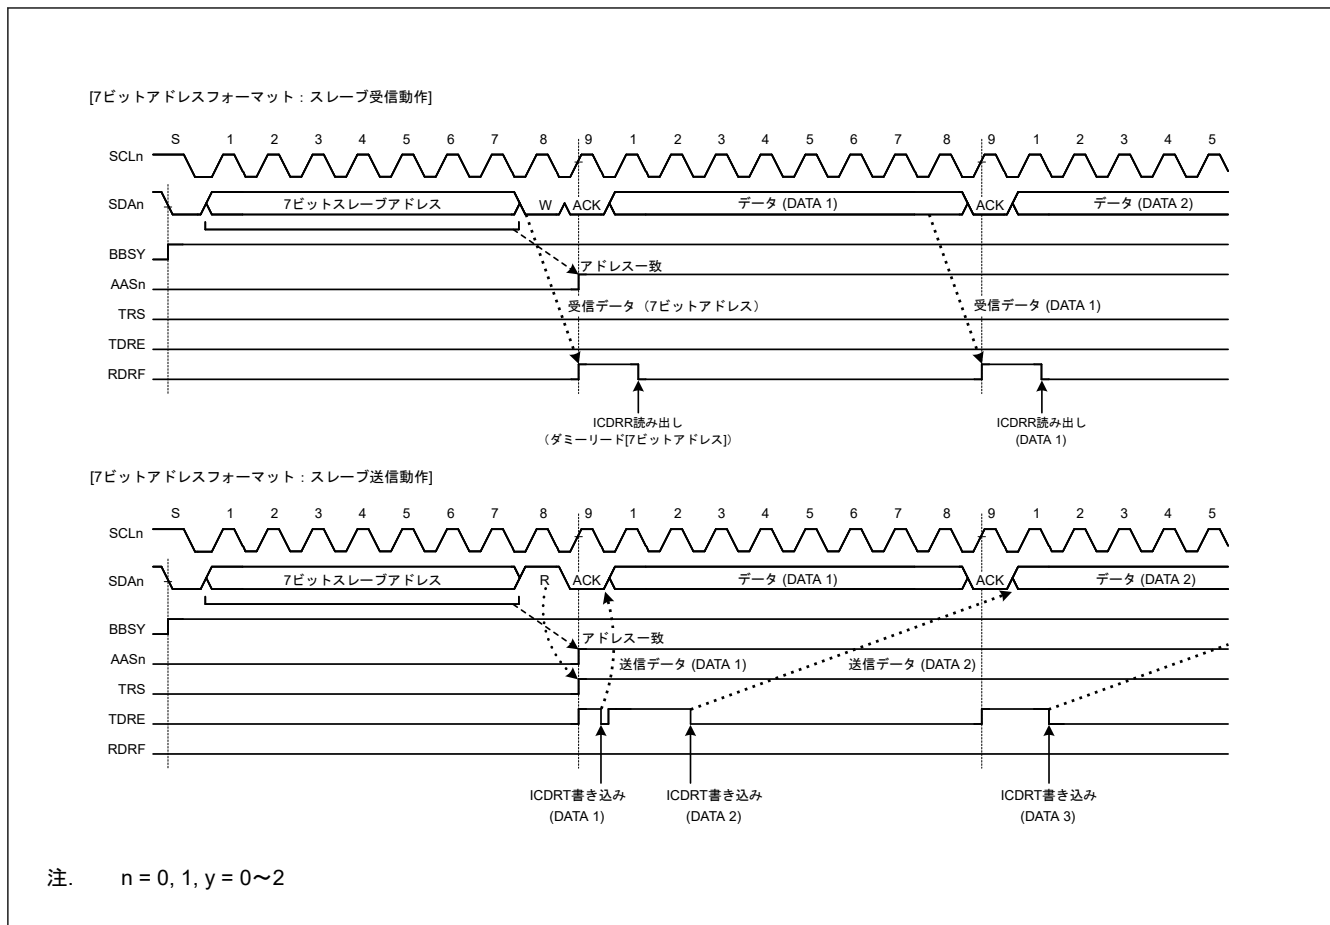 [7ビットアドレスフォーマット：スレーブ受信動作]
S 1 2 3 4 5 6 7 8 9 1 2 3 4 5 6 7 8 9 1 2 3 4 5
SCLn
SDAn 7ビットスレーブアドレス W ACK データ (DATA 1) ACK データ (DATA 2)
BBSY
アドレス一致
AASn
受信データ（7ビットアドレス） 受信データ (DATA 1)
TRS
TDRE
RDRF
ICDRR読み出し ICDRR読み出し
（ダミーリード[7ビットアドレス]） (DATA 1)
[7ビットアドレスフォーマット：スレーブ送信動作]
S 1 2 3 4 5 6 7 8 9 1 2 3 4 5 6 7 8 9 1 2 3 4 5
SCLn
SDAn 7ビットスレーブアドレス R ACK データ (DATA 1) ACK データ (DATA 2)
BBSY
アドレス一致
AASn
送信データ (DATA 1) 送信データ (DATA 2)
TRS
TDRE
RDRF
ICDRT書き込み ICDRT書き込み ICDRT書き込み
(DATA 1) (DATA 2) (DATA 3)
注. n = 0, 1, y = 0～2